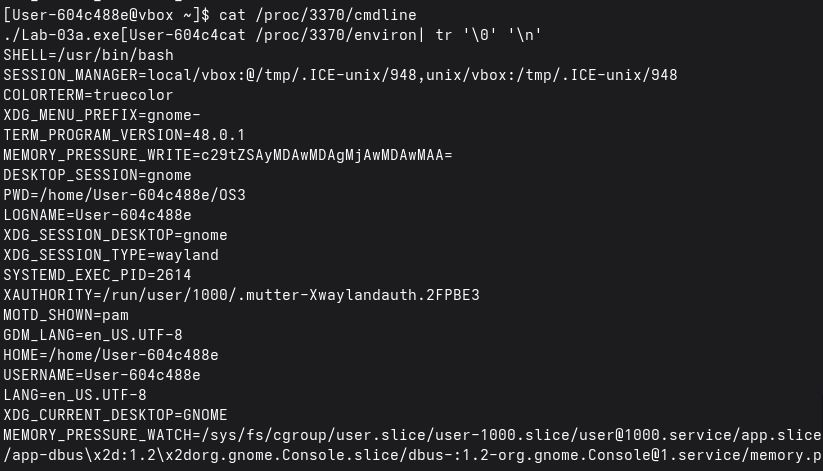 [User-604c488e@vbox ~]$ cat /proc/3370/cmdline
./Lab-03a.exe[User-604c4cat /proc/3370/environ| tr '\0' '\n'
SHELL=/usr/bin/bash
SESSION_MANAGER=local/vbox:@/tmp/.ICE-unix/948,unix/vbox:/tmp/.ICE-unix/948
COLORTERM=truecolor
XDG_MENU_PREFIX=gnome-
TERM_PROGRAM_VERSION=48.0.1
MEMORY_PRESSURE_WRITE=c29tZSAyMDAwMDAgMjAwMDAwMAA=
DESKTOP_SESSION=gnome
PWD=/home/User-604c488e/OS3
LOGNAME=User-604c488e
XDG_SESSION_DESKTOP=gnome
XDG_SESSION_TYPE=wayland
SYSTEMD_EXEC_PID=2614
XAUTHORITY=/run/user/1000/.mutter-Xwaylandauth.2FPBE3
MOTD_SHOWN=pam
GDM_LANG=en_US.UTF-8
HOME=/home/User-604c488e
USERNAME=User-604c488e
LANG=en_US.UTF-8
XDG_CURRENT_DESKTOP=GNOME
MEMORY_PRESSURE_WATCH=/sys/fs/cgroup/user.slice/user-1000.slice/user@1000.service/app.slice
/app-dbus\x2d:1.2\x2dorg.gnome.Console.slice/dbus-:1.2-org.gnome.Console@1.service/memory.p